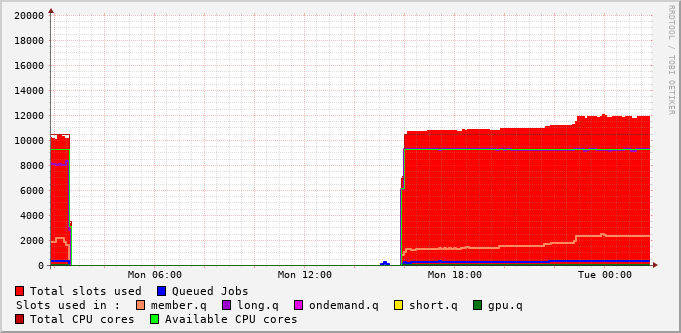 RRDTOOL / TOBI OETIKER
20000
18000
16000
14000
12000
10000
8000
6000
4000
2000
0
Mon 06:00 Mon 12:00 Mon 18:00 Tue 00:00
Total slots used Queued Jobs
Slots used in : member.q long.q ondemand.q short.q gpu.q
Total CPU cores Available CPU cores